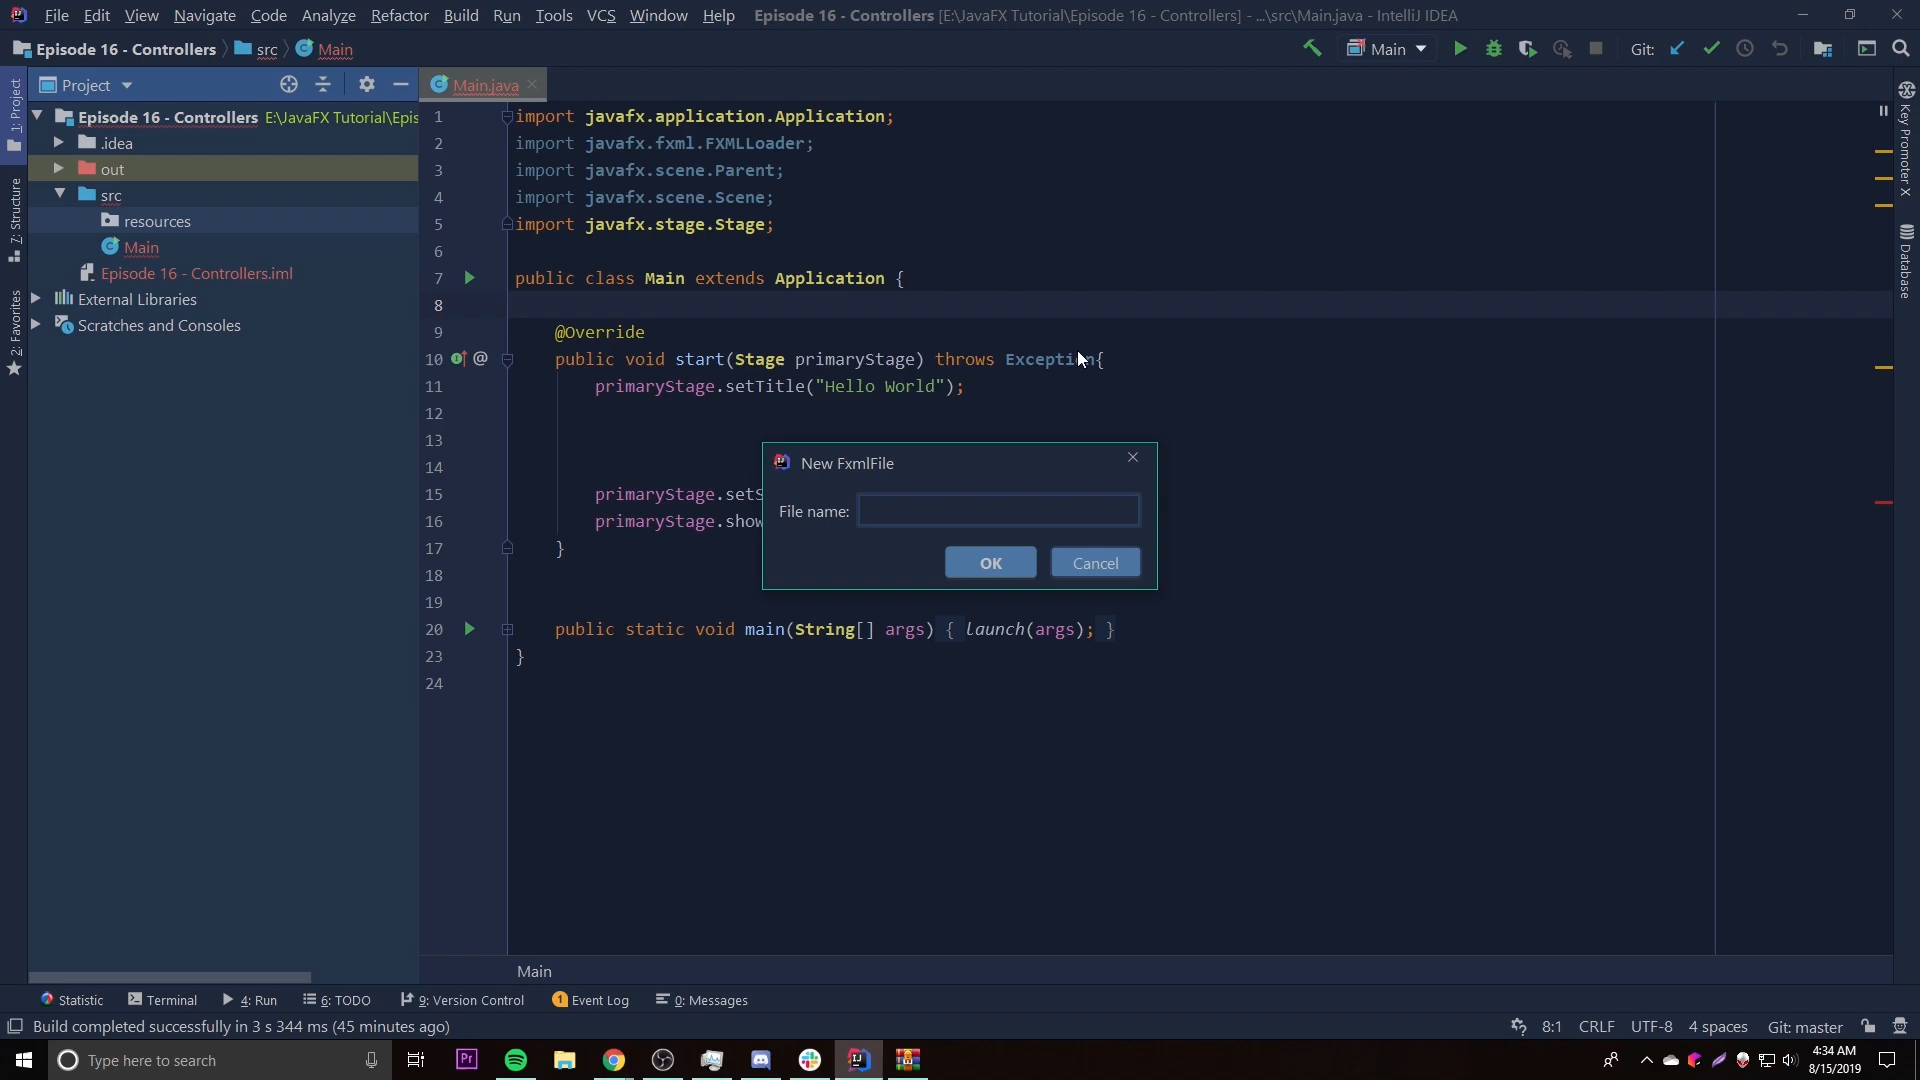 File Edit View Navigate Code Analyze Refactor Build Run Tools VCS Window Help Episode 16 - Controllers [E:\JavaFX Tutorial\Episode 16 - Controllers] - ...\src\Main.java - IntelliJ IDEA
Episode 16 - Controllers src Main Main Git:
Project Main.java
1: Project
7: Structure
2: Favorites
Key Promoter X
Database
Episode 16 - Controllers E:\JavaFX Tutorial\Epis
.idea
out
src
resources
Main
Episode 16 - Controllers.iml
External Libraries
Scratches and Consoles
1 import javafx.application.Application;
2 import javafx.fxml.FXMLLoader;
3 import javafx.scene.Parent;
4 import javafx.scene.Scene;
5 import javafx.stage.Stage;
6
7 public class Main extends Application {
8
9 @Override
10 @ public void start(Stage primaryStage) throws Exception{
11 primaryStage.setTitle("Hello World");
12
13
14
15 primaryStage.setS
16 primaryStage.show
17 }
18
19
20 public static void main(String[] args) { launch(args); }
23 }
24
New FxmlFile
File name:
OK Cancel
Main
Statistic Terminal 4: Run 6: TODO 9: Version Control 1 Event Log 0: Messages
Build completed successfully in 3 s 344 ms (45 minutes ago) 8:1 CRLF UTF-8 4 spaces Git: master
Type here to search Pr 4:34 AM
8/15/2019